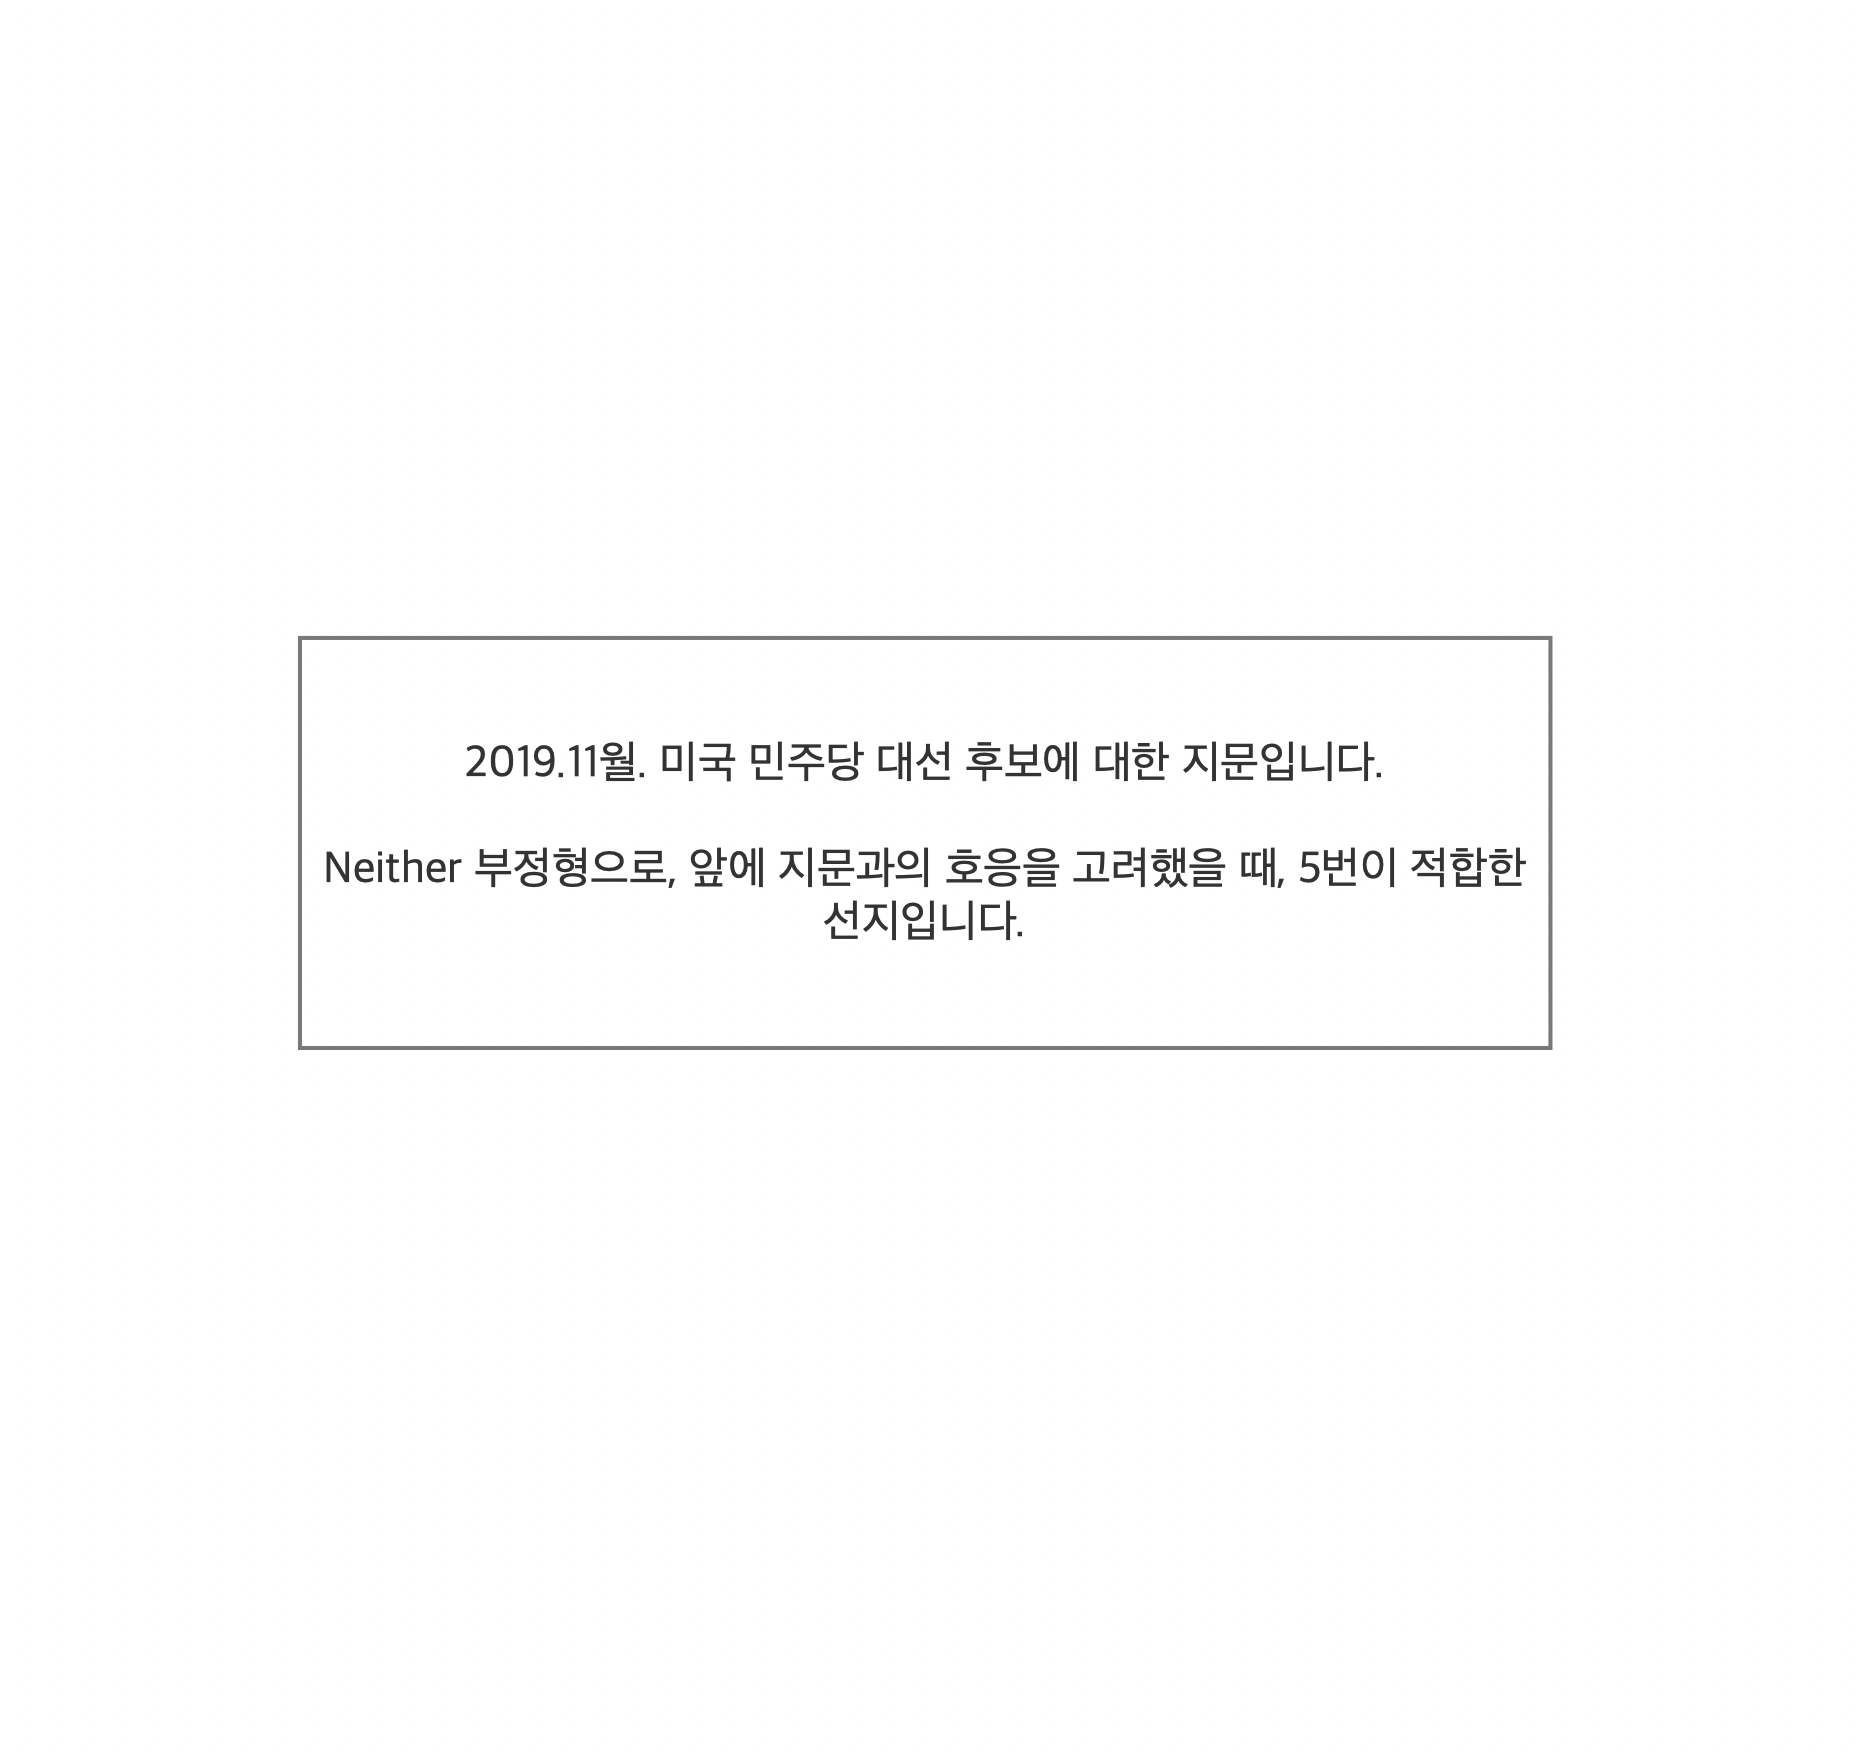 2019.11월. 미국 민주당 대선 후보에 대한 지문입니다.
Neither 부정형으로, 앞에 지문과의 호응을 고려했을 때, 5번이 적합한
선지입니다.